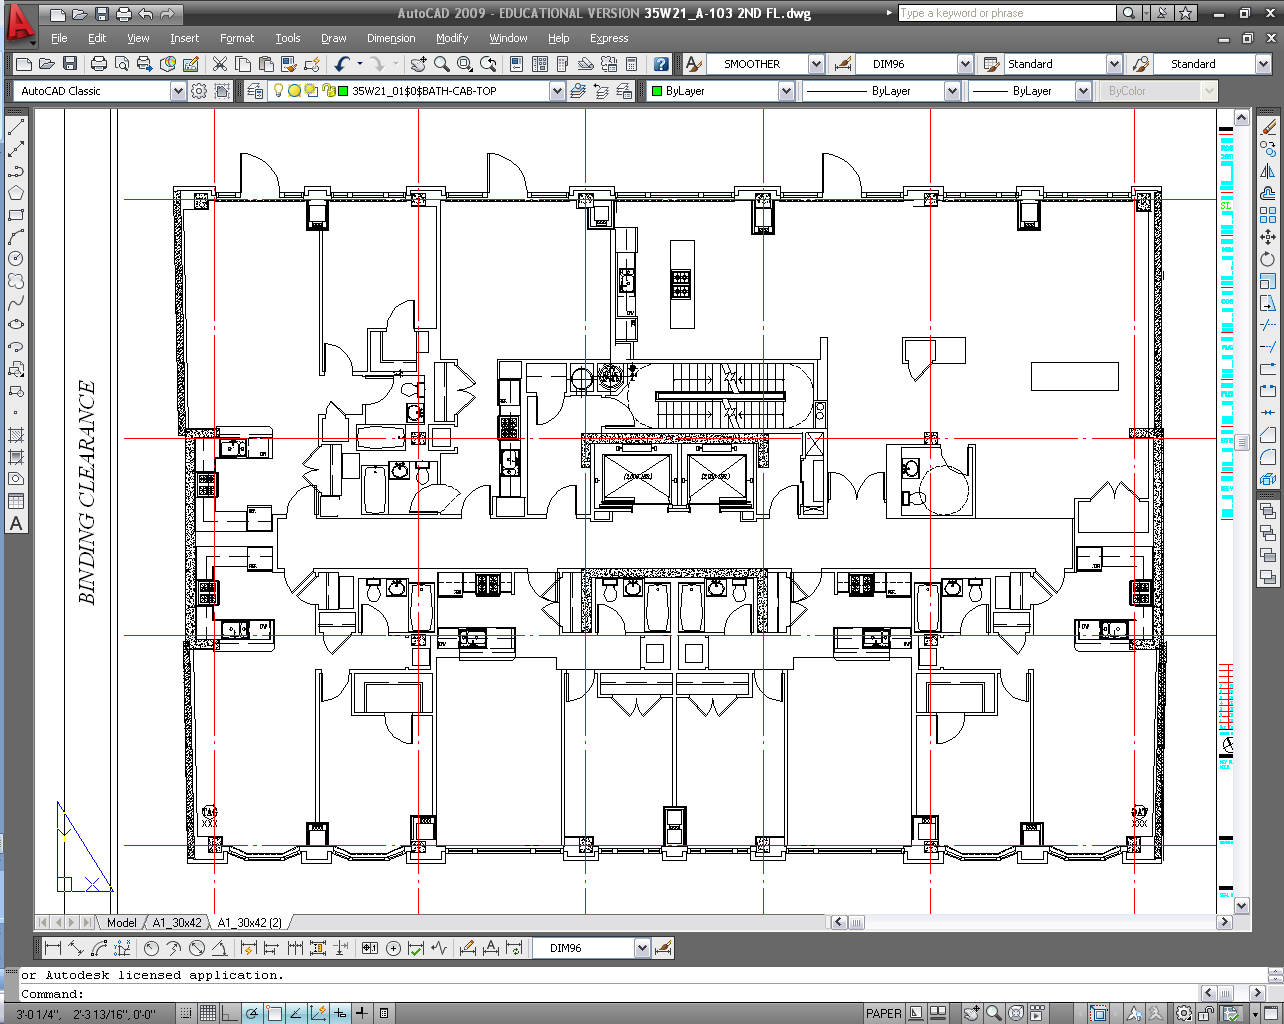 AutoCAD 2009 - EDUCATIONAL VERSION 35W21_A-103 2ND FL.dwg
Type a keyword or phrase
File Edit View Insert Format Tools Draw Dimension Modify Window Help Express
SMOOTHER DIM96 Standard Standard
AutoCAD Classic 35W21_01$0$BATH-CAB-TOP ByLayer ByLayer ByLayer ByColor
BINDING CLEARANCE
Model A1_30x42 A1_30x42 (2)
DIM96
or Autodesk licensed application.
Command:
3'-0 1/4", 2'-3 13/16", 0'-0" PAPER